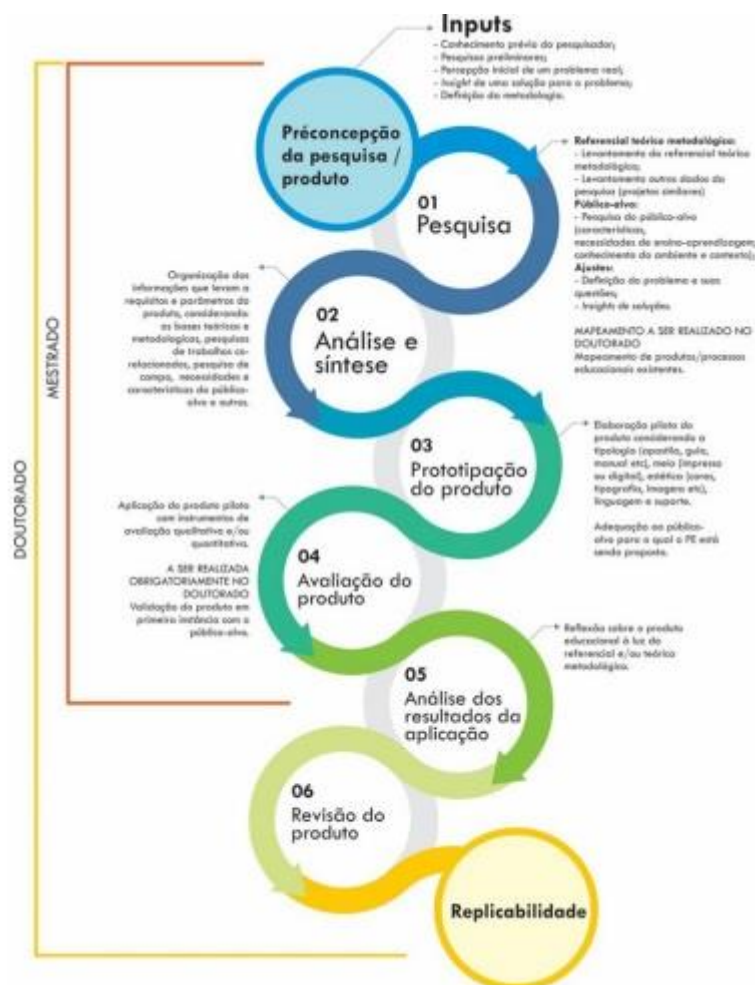 Inputs
- Conhecimento prévio do pesquisador;
- Pesquisas preliminares;
- Percepção inicial de um problema real;
- Insight de uma solução para o problema;
- Definição da metodologia.
Préconcepção
da pesquisa /
produto
01
Pesquisa
Referencial teórico metodológico:
- Levantamento do referencial teórico
metodológico;
- Levantamento outros dados da
pesquisa (projetos similares)
Público-alvo:
- Pesquisa do público-alvo
(características,
necessidades de ensino-aprendizagem,
conhecimento do ambiente e contexto);
Ajustes:
- Definição do problema e suas
questões;
- Insights de soluções.
MAPEAMENTO A SER REALIZADO NO
DOUTORADO
Mapeamento de produtos/processos
educacionais existentes.
Organização das
informações que levam a
requisitos e parâmetros do
produto, considerando
as bases teóricas e
metodologicas, pesquisas
de trabalhos co-
relacionados, pesquisa de
campo, necessidades e
características do público-
alvo e outras.
02
Análise e
síntese
MESTRADO
DOUTORADO
03
Prototipação
do produto
Elaboração piloto do
produto considerando a
tipologia (apostila, guia,
manual etc), meio (impresso
ou digital), estética (cores,
tipografia, imagens etc),
linguagem e suporte.
Adequação ao público-
alvo para o qual o PE está
sendo proposto.
Aplicação do produto piloto
com instrumentos de
avaliação qualitativa e/ou
quantitativa.
A SER REALIZADA
OBRIGATORIAMENTE NO
DOUTORADO
Validação do produto em
primeira instância com o
público-alvo.
04
Avaliação do
produto
Reflexão sobre o produto
educacional à luz do
referencial e/ou teórico
metodológico.
05
Análise dos
resultados da
aplicação
06
Revisão do
produto
Replicabilidade